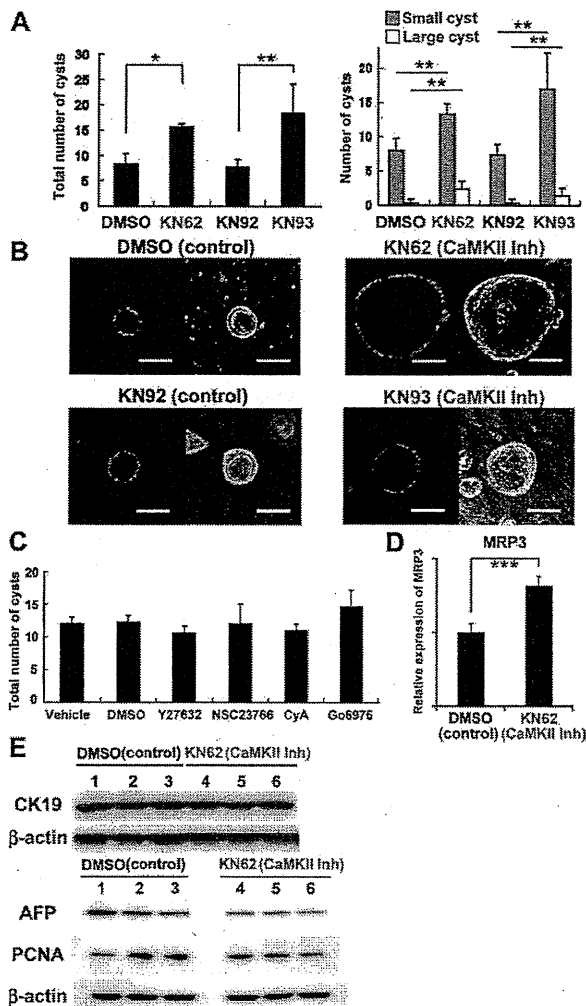 A
Total number of cysts
30
25
20
15
10
5
0
*
**
DMSO KN62 KN92 KN93
Small cyst
Large cyst
Number of cysts
20
15
10
5
0
**
**
**
**
DMSO KN62 KN92 KN93
B
DMSO (control)
KN62 (CaMKII Inh)
KN92 (control)
KN93 (CaMKII Inh)
C
Total number of cysts
20
15
10
5
0
Vehicle DMSO Y27632 NSC23766 CyA Go6976
D
MRP3
Relative expression of MRP3
***
DMSO KN62
(control) (CaMKII Inh)
E
DMSO(control) KN62 (CaMKII Inh)
1 2 3 4 5 6
CK19
β-actin
DMSO(control) KN62 (CaMKII Inh)
1 2 3 4 5 6
AFP
PCNA
β-actin